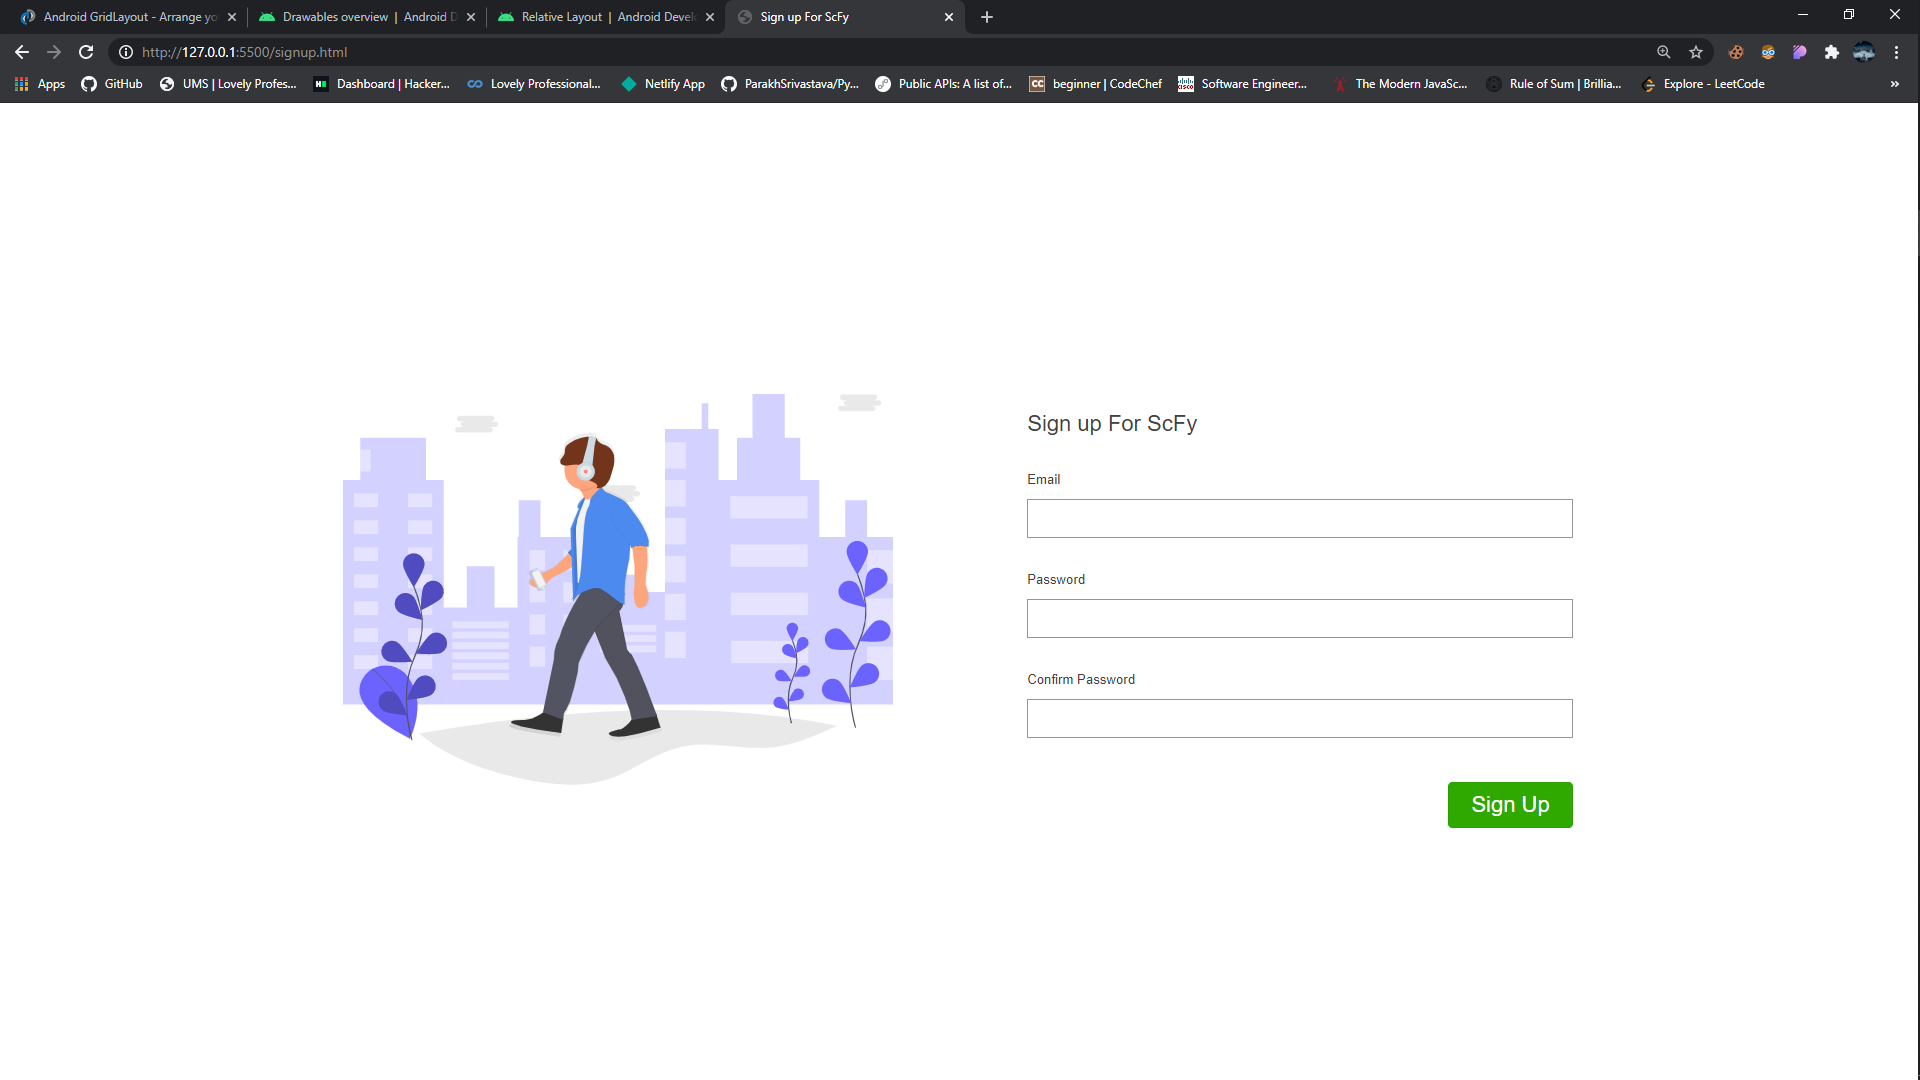 Android GridLayout - Arrange yo
Drawables overview | Android D
Relative Layout | Android Devel
Sign up For ScFy
http://127.0.0.1:5500/signup.html
Apps
GitHub
UMS | Lovely Profes...
Dashboard | Hacker...
Lovely Professional...
Netlify App
ParakhSrivastava/Py...
Public APIs: A list of...
CC
beginner | CodeChef
Software Engineer...
The Modern JavaSc...
Rule of Sum | Brillia...
Explore - LeetCode
»
Sign up For ScFy
Email
Password
Confirm Password
Sign Up